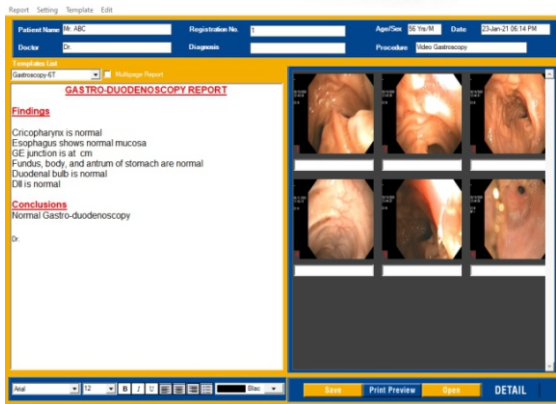 Report Setting Template Edit
Patient Name Mr. ABC Registration No. 1 Age/Sex 56 Yrs/M Date 23-Jan-21 06:14 PM
Doctor Dr. Diagnosis Procedure Video Gastroscopy
Templates List
Gastroscopy-6T Multipage Report
GASTRO-DUODENOSCOPY REPORT
Findings
Cricopharynx is normal
Esophagus shows normal mucosa
GE junction is at cm
Fundus, body, and antrum of stomach are normal
Duodenal bulb is normal
DII is normal
Conclusions
Normal Gastro-duodenoscopy
Dr.
Arial 12 B I U Blac
Save Print Preview Open DETAIL